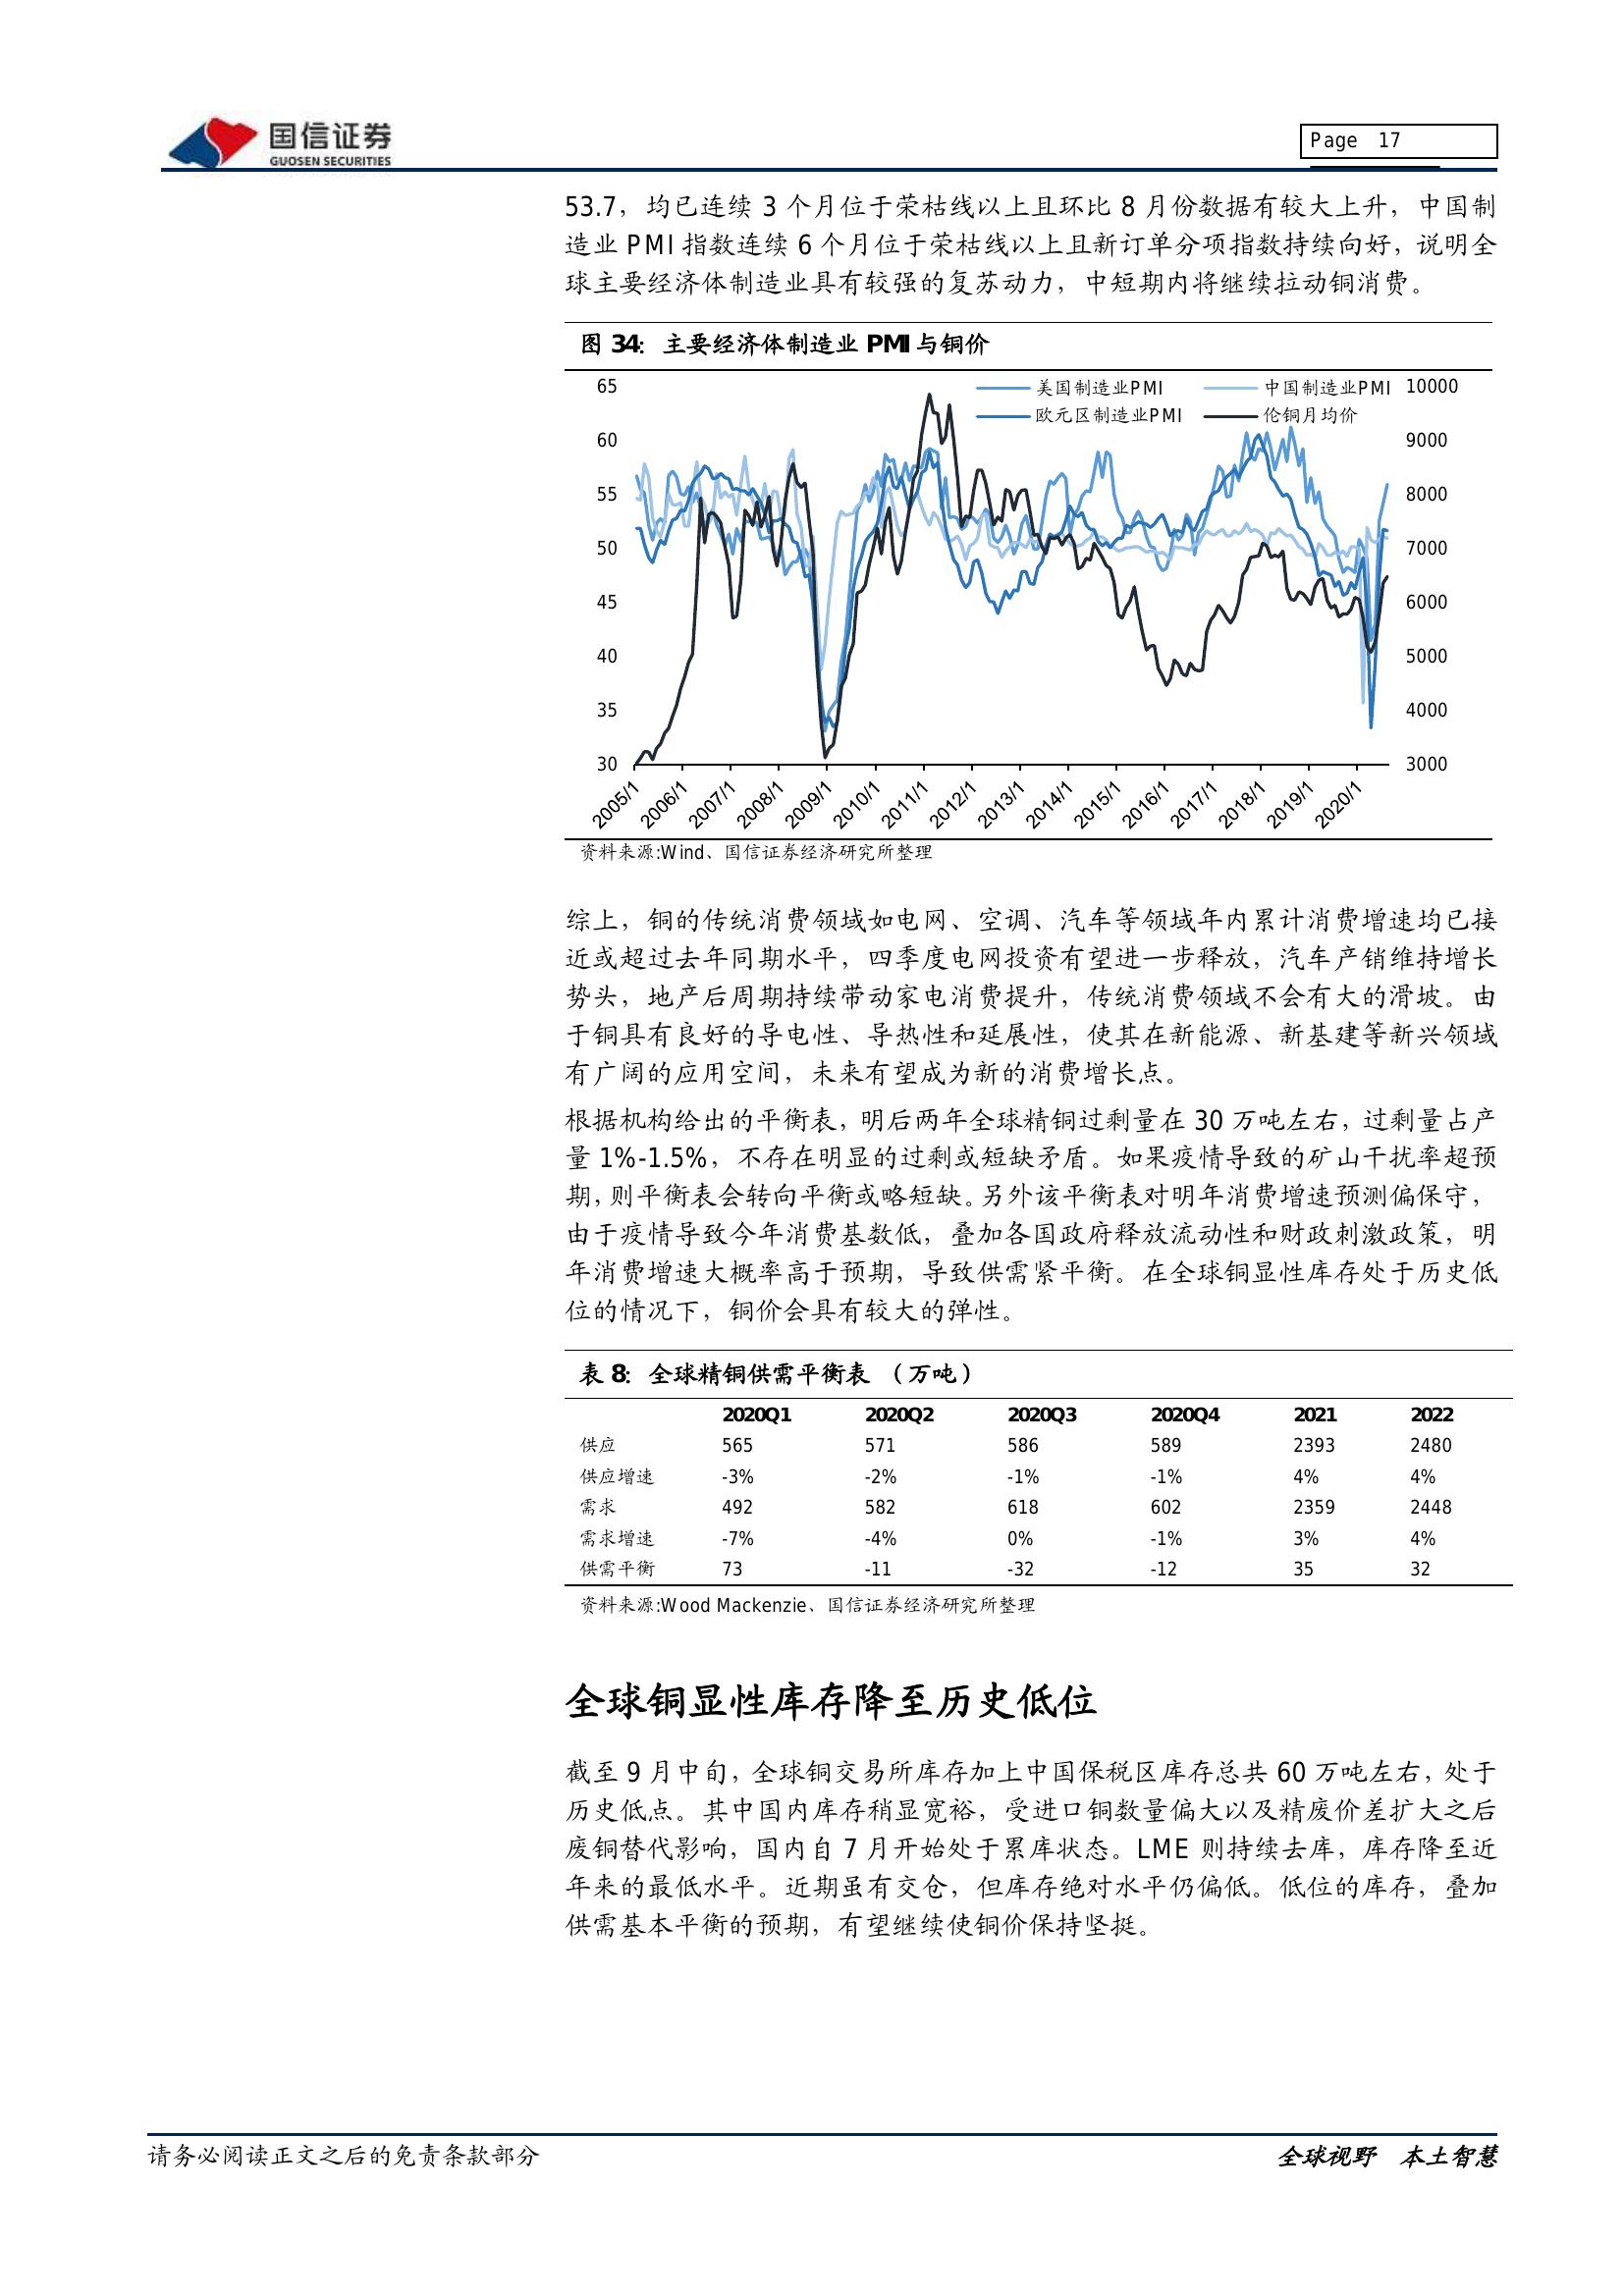 国信证券
GUOSEN SECURITIES
Page 17
53.7，均已连续 3 个月位于荣枯线以上且环比 8 月份数据有较大上升，中国制
造业 PMI 指数连续 6 个月位于荣枯线以上且新订单分项指数持续向好，说明全
球主要经济体制造业具有较强的复苏动力，中短期内将继续拉动铜消费。
图 34：主要经济体制造业 PMI 与铜价
美国制造业PMI 中国制造业PMI
欧元区制造业PMI 伦铜月均价
65 10000
60 9000
55 8000
50 7000
45 6000
40 5000
35 4000
30 3000
2005/1 2006/1 2007/1 2008/1 2009/1 2010/1 2011/1 2012/1 2013/1 2014/1 2015/1 2016/1 2017/1 2018/1 2019/1 2020/1
资料来源:Wind、国信证券经济研究所整理
综上，铜的传统消费领域如电网、空调、汽车等领域年内累计消费增速均已接
近或超过去年同期水平，四季度电网投资有望进一步释放，汽车产销维持增长
势头，地产后周期持续带动家电消费提升，传统消费领域不会有大的滑坡。由
于铜具有良好的导电性、导热性和延展性，使其在新能源、新基建等新兴领域
有广阔的应用空间，未来有望成为新的消费增长点。
根据机构给出的平衡表，明后两年全球精铜过剩量在 30 万吨左右，过剩量占产
量 1%-1.5%，不存在明显的过剩或短缺矛盾。如果疫情导致的矿山干扰率超预
期，则平衡表会转向平衡或略短缺。另外该平衡表对明年消费增速预测偏保守，
由于疫情导致今年消费基数低，叠加各国政府释放流动性和财政刺激政策，明
年消费增速大概率高于预期，导致供需紧平衡。在全球铜显性库存处于历史低
位的情况下，铜价会具有较大的弹性。
表 8：全球精铜供需平衡表 （万吨）
2020Q1 2020Q2 2020Q3 2020Q4 2021 2022
供应 565 571 586 589 2393 2480
供应增速 -3% -2% -1% -1% 4% 4%
需求 492 582 618 602 2359 2448
需求增速 -7% -4% 0% -1% 3% 4%
供需平衡 73 -11 -32 -12 35 32
资料来源:Wood Mackenzie、国信证券经济研究所整理
全球铜显性库存降至历史低位
截至 9 月中旬，全球铜交易所库存加上中国保税区库存总共 60 万吨左右，处于
历史低点。其中国内库存稍显宽裕，受进口铜数量偏大以及精废价差扩大之后
废铜替代影响，国内自 7 月开始处于累库状态。LME 则持续去库，库存降至近
年来的最低水平。近期虽有交仓，但库存绝对水平仍偏低。低位的库存，叠加
供需基本平衡的预期，有望继续使铜价保持坚挺。
请务必阅读正文之后的免责条款部分
全球视野 本土智慧